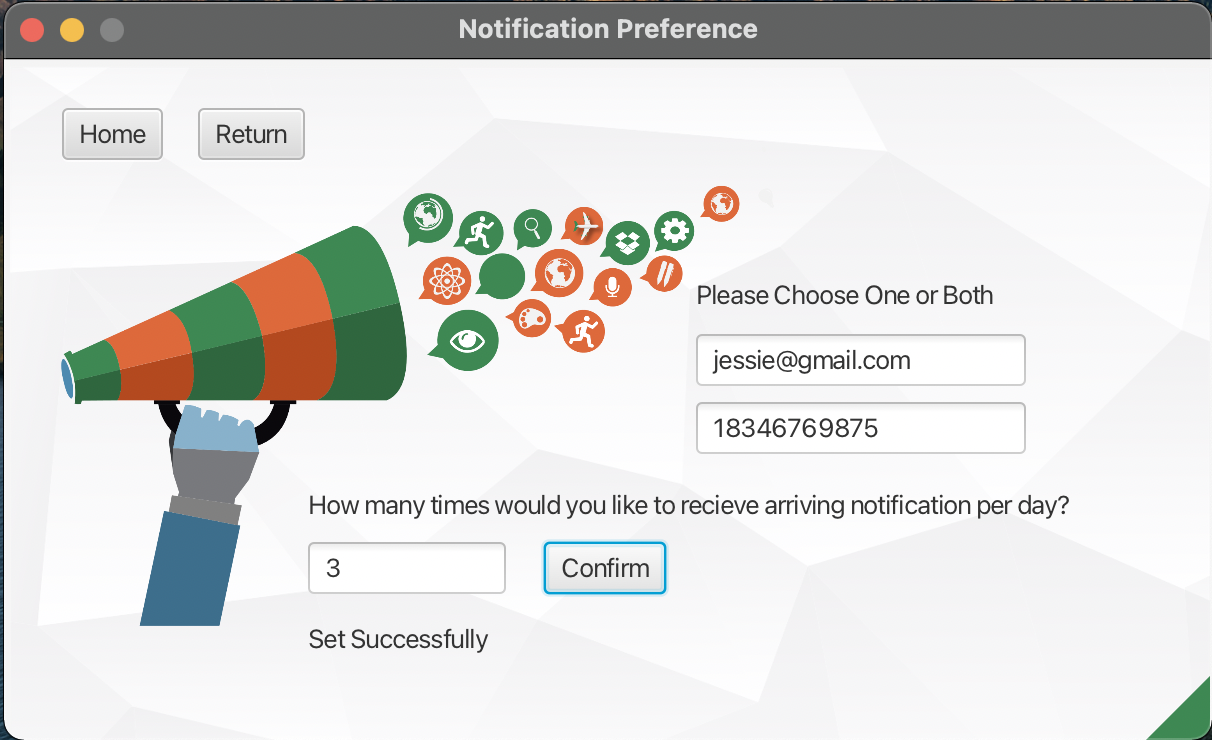 Notification Preference
Home
Return
Please Choose One or Both
jessie@gmail.com
18346769875
How many times would you like to recieve arriving notification per day?
3
Confirm
Set Successfully